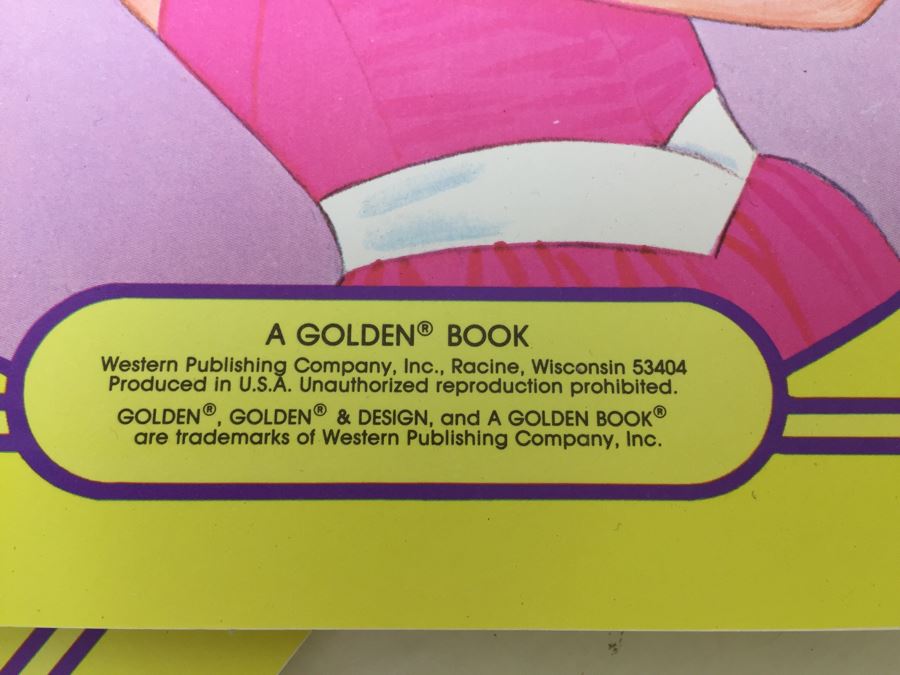 A GOLDEN® BOOK
Western Publishing Company, Inc., Racine, Wisconsin 53404
Produced in U.S.A. Unauthorized reproduction prohibited.
GOLDEN®, GOLDEN® & DESIGN, and A GOLDEN BOOK®
are trademarks of Western Publishing Company, Inc.